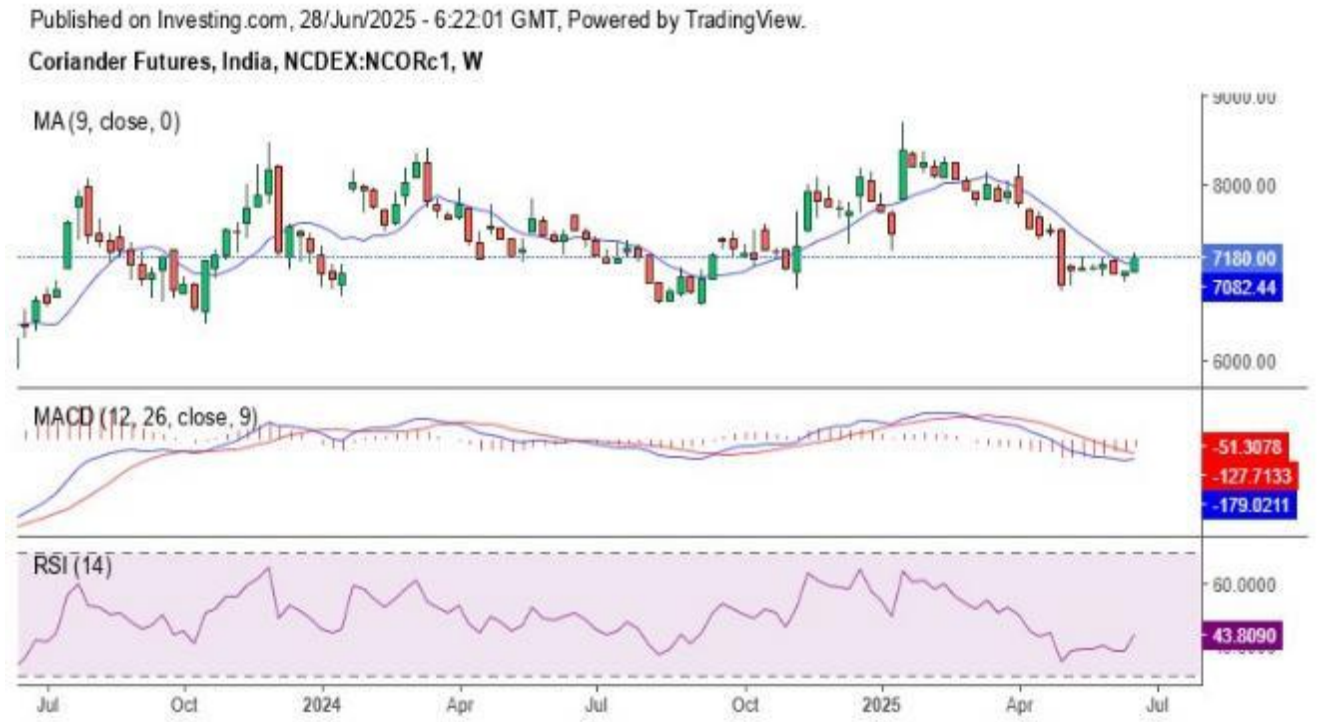 Published on Investing.com, 28/Jun/2025 - 6:22:01 GMT, Powered by TradingView.
Coriander Futures, India, NCDEX:NCORc1, W
MA (9, close, 0)
9000.00
8000.00
7180.00
7082.44
6000.00
MACD (12, 26, close, 9)
-51.3078
-127.7133
-179.0211
RSI (14)
60.0000
43.8090
Jul Oct 2024 Apr Jul Oct 2025 Apr Jul